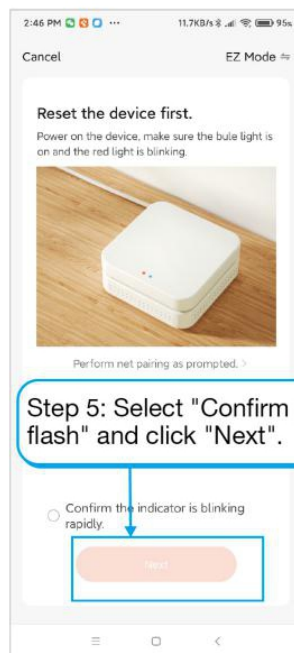 2:46 PM ··· 11.7KB/s 95%
Cancel EZ Mode
Reset the device first.
Power on the device, make sure the bule light is
on and the red light is blinking.
Perform net pairing as prompted. >
Step 5: Select "Confirm
flash" and click "Next".
Confirm the indicator is blinking
rapidly.
Next